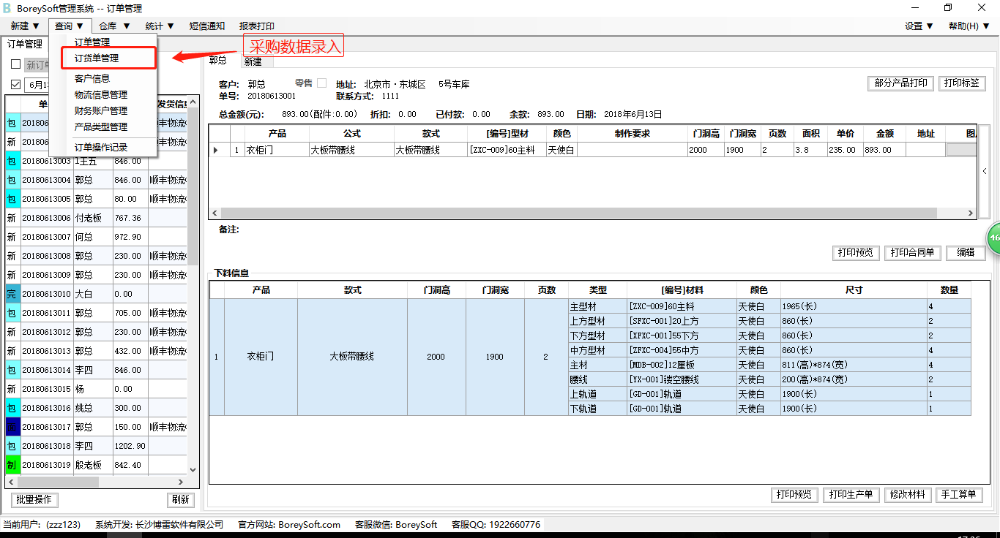 BoreySoft管理系统 -- 订单管理
新建 ▼ 查询 ▼ 仓库 ▼ 统计 ▼ 短信通知 报表打印 设置 ▼ 帮助(H) ▼
订单管理
订单管理
订货单管理
客户信息
物流信息管理
财务账户管理
产品类型管理
订单操作记录
采购数据录入
新订单
6月13
单 发货信息
包 201806 顺丰物流
新 201806 顺丰物流
包 20180613003 1王五 846.00
包 20180613004 郭总 846.00 顺丰物流
包 20180613005 郭总 80.00 顺丰物流
新 20180613006 付老板 767.36
新 20180613007 何总 972.90
新 20180613008 郭总 230.00 顺丰物流
新 20180613009 郭总 230.00 顺丰物流
完 20180613010 大白 0.00
包 20180613011 郭总 705.00 顺丰物流
新 20180613012 郭总 230.00 顺丰物流
新 20180613013 郭总 432.00 顺丰物流
包 20180613014 李四 846.00
新 20180613015 杨 0.00
包 20180613016 姚总 300.00
20180613017 郭总 150.00 顺丰物流
包 20180613018 李四 1202.90
制 20180613019 殷老板 842.40
批量操作 刷新
郭总 新建
客户: 郭总 零售 地址: 北京市·东城区 5号车库
部分产品打印 打印标签
单号: 20180613001 联系方式: 1111
总金额(元): 893.00(配件:0.00) 折扣: 0.00 已付款: 0.00 余款: 893.00 日期: 2018年6月13日
产品 公式 款式 [编号]型材 颜色 制作要求 门洞高 门洞宽 页数 面积 单价 金额 地址
1 衣柜门 大板带腰线 大板带腰线 [ZXC-009]60主料 天使白 2000 1900 2 3.8 235.00 893.00
备注:
打印预览 打印合同单 编辑
46
下料信息
产品 款式 门洞高 门洞宽 页数 类型 [编号]材料 颜色 尺寸 数量
1 衣柜门 大板带腰线 2000 1900 2
主型材 [ZXC-009]60主料 天使白 1965(长) 4
上方型材 [SFXC-001]20上方 天使白 860(长) 2
下方型材 [XFXC-001]55下方 天使白 860(长) 2
中方型材 [ZFXC-004]55中方 天使白 860(长) 4
主材 [MDB-002]12厘板 天使白 811(高)*874(宽) 4
腰线 [YX-001]镂空腰线 天使白 200(高)*874(宽) 2
上轨道 [GD-001]轨道 天使白 1900(长) 1
下轨道 [GD-001]轨道 天使白 1900(长) 1
打印预览 打印生产单 修改材料 手工算单
当前用户: (zzz123) 系统开发: 长沙博雷软件有限公司 官方网站: BoreySoft.com 客服微信: BoreySoft 客服QQ: 1922660776